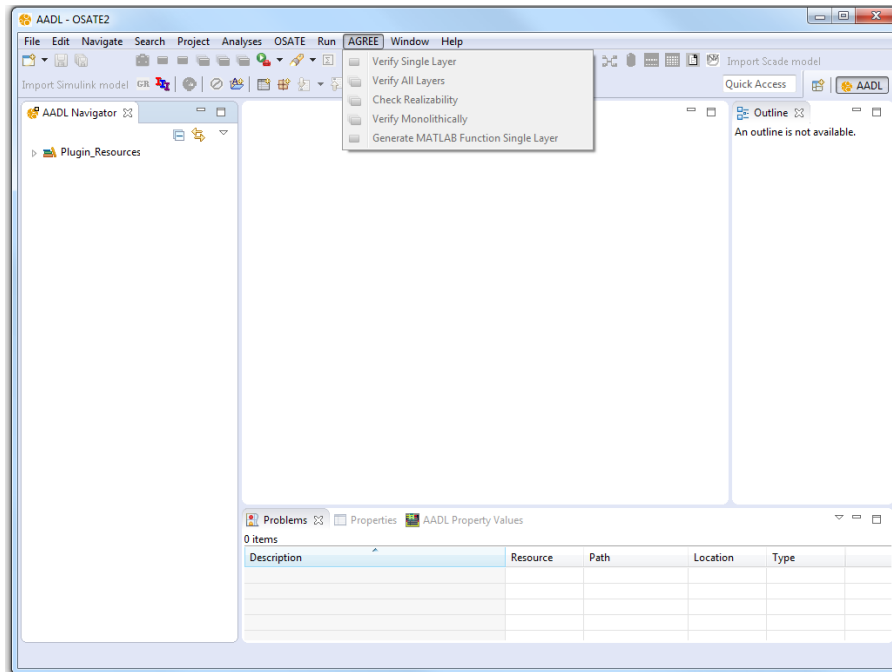 AADL - OSATE2
File Edit Navigate Search Project Analyses OSATE Run AGREE Window Help
Import Scade model
Import Simulink model GR
Quick Access AADL
Verify Single Layer
Verify All Layers
Check Realizability
Verify Monolithically
Generate MATLAB Function Single Layer
AADL Navigator
Plugin_Resources
Outline
An outline is not available.
Problems Properties AADL Property Values
0 items
Description Resource Path Location Type